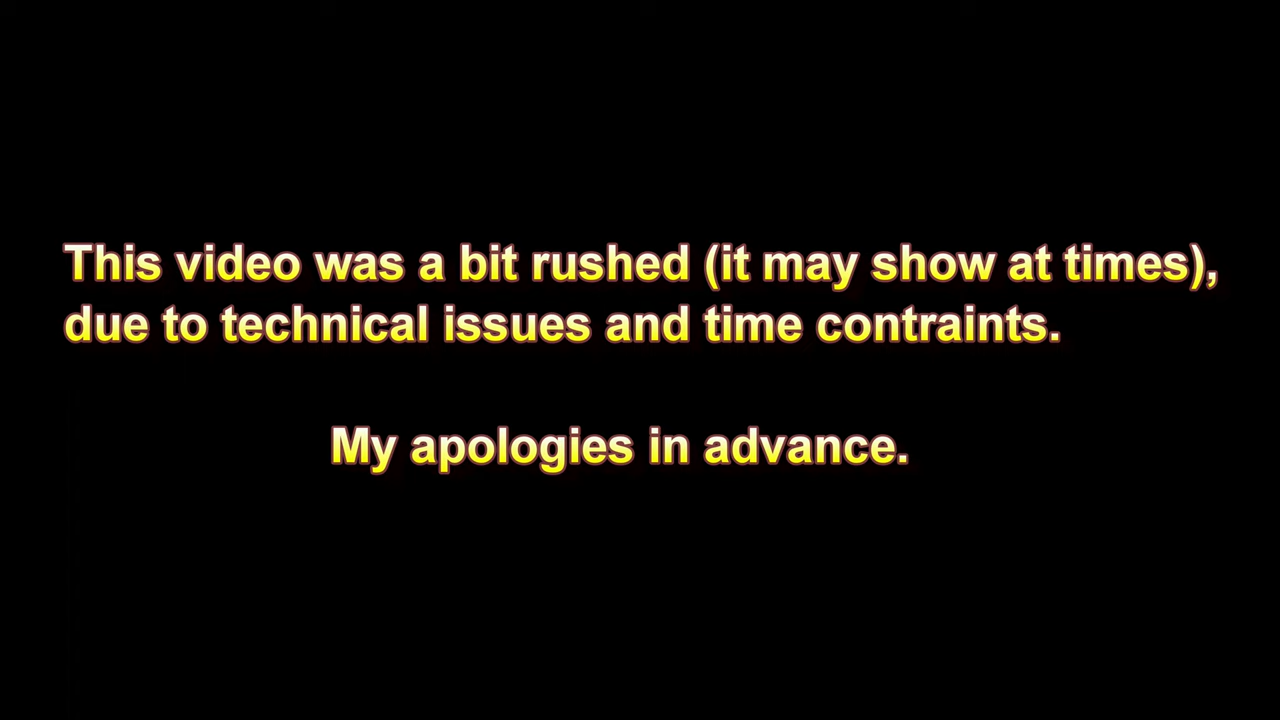 This video was a bit rushed (it may show at times),
due to technical issues and time contraints.
My apologies in advance.